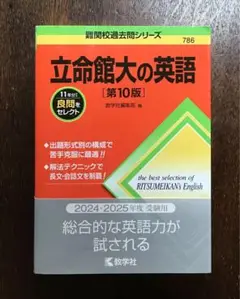 難関校過去問シリーズ
786
立命館大の英語
[第10版]
教学社編集部 編
11年分!!
良問を
セレクト
◆出題形式別の構成で
苦手克服に最適!!
◆解法テクニックで
長文・会話文を制覇!
the best selection of
RITSUMEIKAN's English
2024-2025年度 受験用
総合的な英語力が
試される
教学社